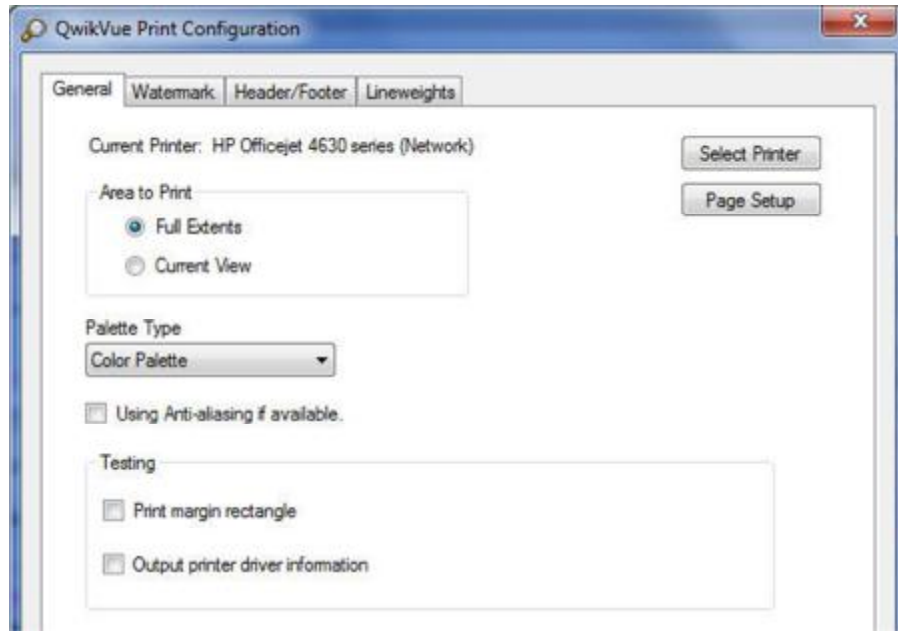 QwikVue Print Configuration
General Watermark Header/Footer Lineweights
Current Printer: HP Officejet 4630 series (Network)
Select Printer
Area to Print
Page Setup
Full Extents
Current View
Palette Type
Color Palette
Using Anti-aliasing if available.
Testing
Print margin rectangle
Output printer driver information